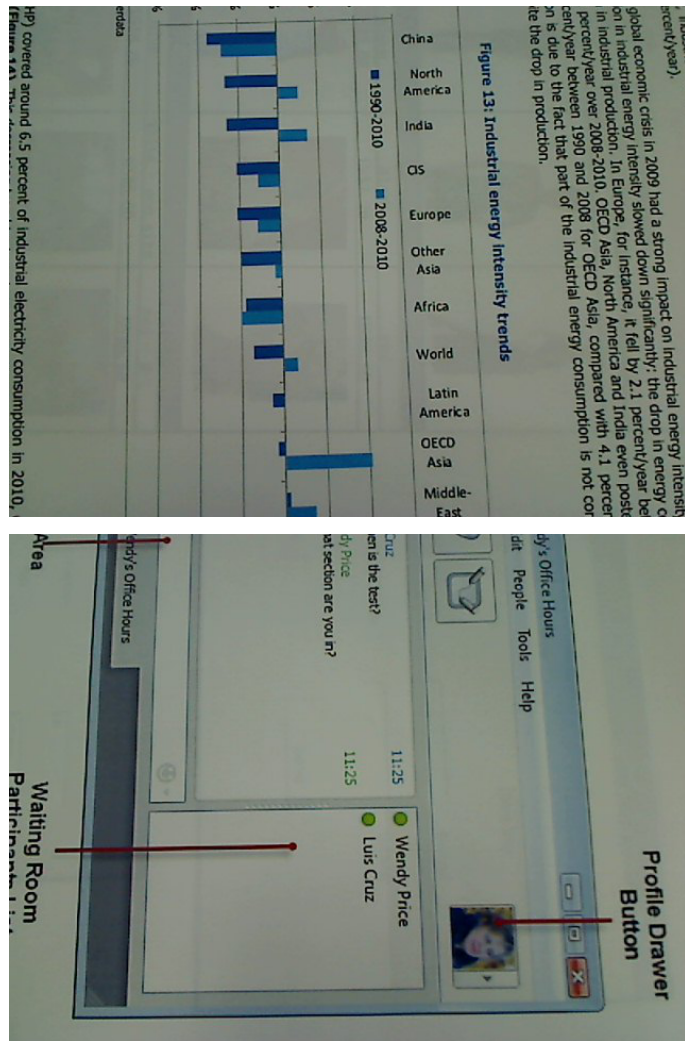 ercent/year).
global economic crisis in 2009 had a strong impact on industrial energy intensity
on in industrial energy intensity slowed down significantly: the drop in energy
in industrial production. In Europe, for instance, it fell by 2.1 percent/year
percent/year over 2008-2010. OECD Asia, North America and India even
cent/year between 1990 and 2008 for OECD Asia, compared with 4.1
on is due to the fact that part of the industrial energy consumption is not
ite the drop in production.
Figure 13: Industrial energy intensity trends
China
North America
India
CIS
Europe
Other Asia
Africa
World
Latin America
OECD Asia
Middle-East
1990-2010
2008-2010
erdata
HP) covered around 6.5 percent of industrial electricity consumption in 2010,
Profile Drawer
Button
dy's Office Hours
dit People Tools Help
Cruz 11:25
en is the test?
dy Price 11:25
at section are you in?
Wendy Price
Luis Cruz
ndy's Office Hours
Area
Waiting Room
Participants List